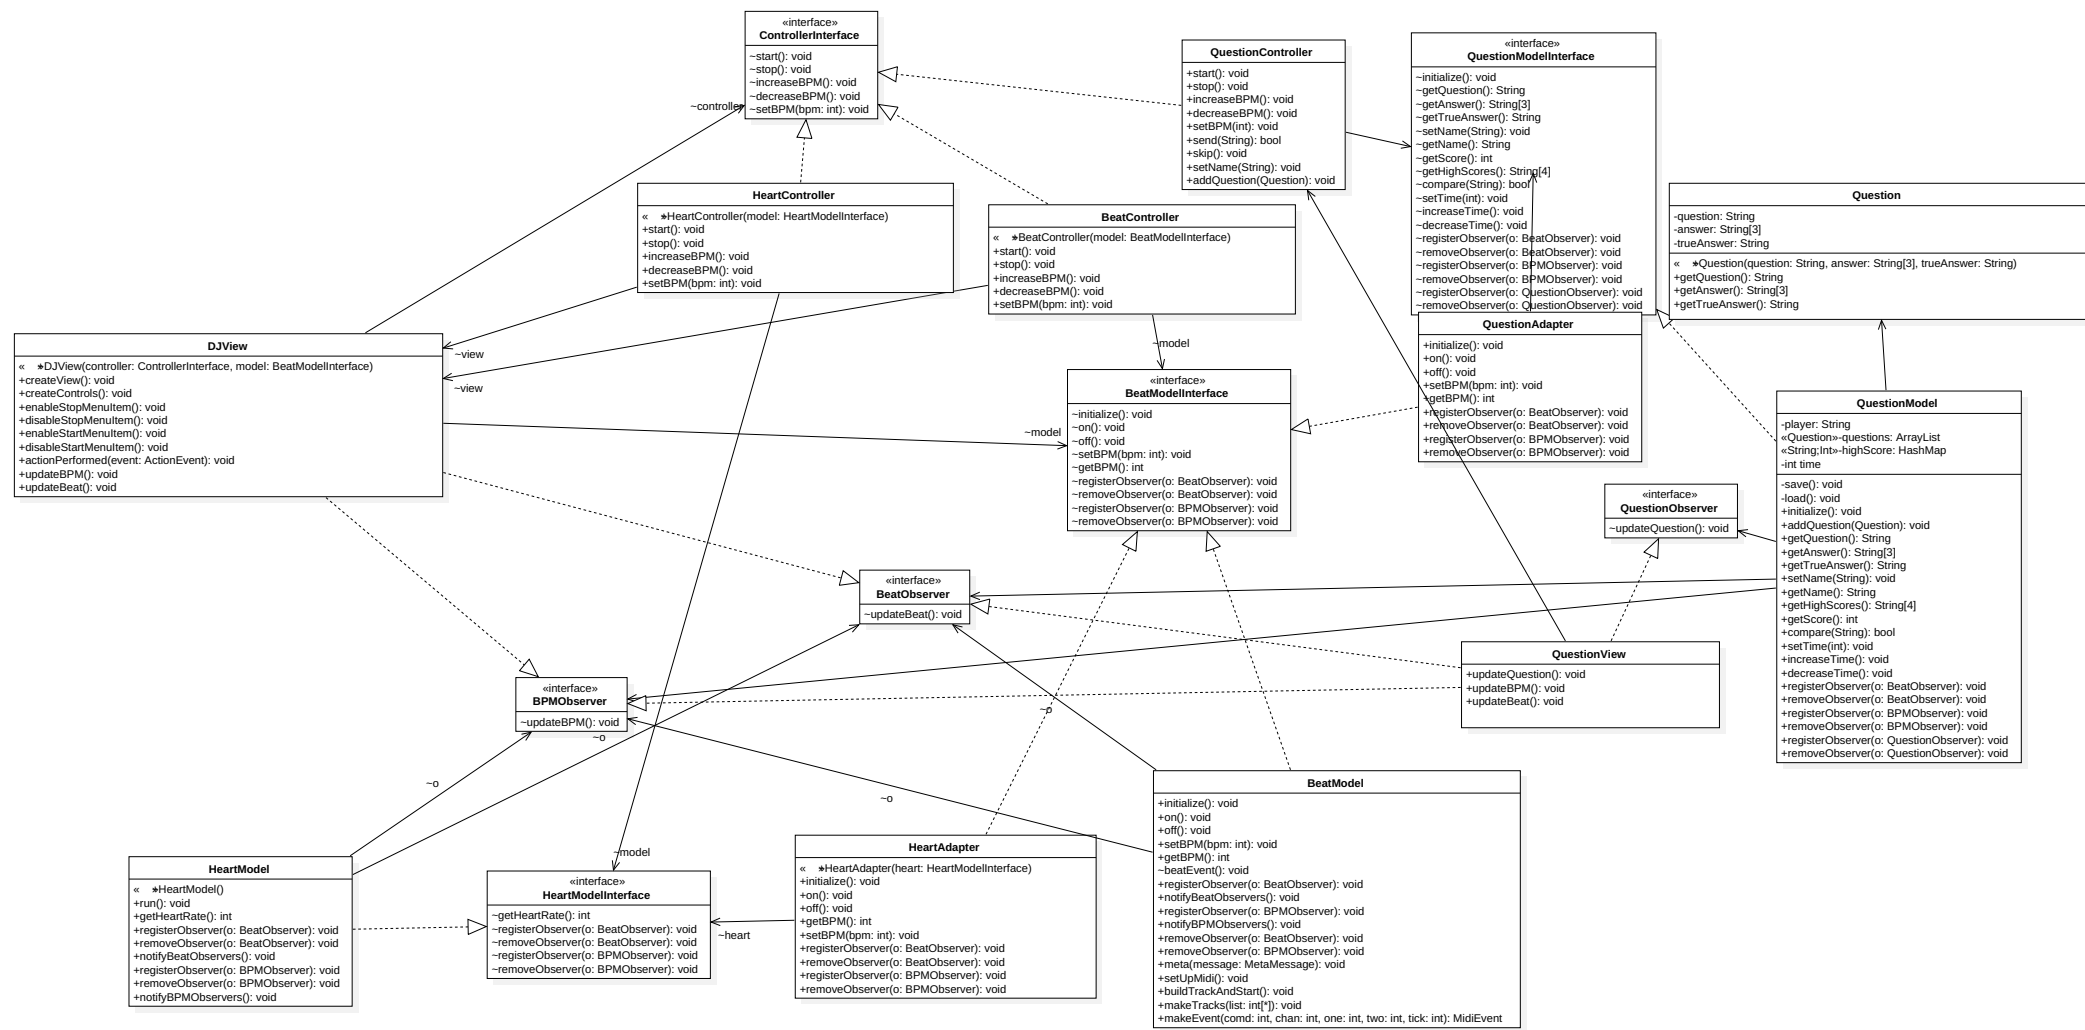 «interface»
ControllerInterface
~start(): void
~stop(): void
~increaseBPM(): void
~decreaseBPM(): void
~setBPM(bpm: int): void
~controller
QuestionController
+start(): void
+stop(): void
+increaseBPM(): void
+decreaseBPM(): void
+setBPM(int): void
+send(String): bool
+skip(): void
+setName(String): void
+addQuestion(Question): void
«interface»
QuestionModelInterface
~initialize(): void
~getQuestion(): String
~getAnswer(): String[3]
~getTrueAnswer(): String
~setName(String): void
~getName(): String
~getScore(): int
~getHighScores(): String[4]
~compare(String): bool
~setTime(int): void
~increaseTime(): void
~decreaseTime(): void
~registerObserver(o: BeatObserver): void
~removeObserver(o: BeatObserver): void
~registerObserver(o: BPMObserver): void
~removeObserver(o: BPMObserver): void
~registerObserver(o: QuestionObserver): void
~removeObserver(o: QuestionObserver): void
Question
-question: String
-answer: String[3]
-trueAnswer: String
« »+Question(question: String, answer: String[3], trueAnswer: String)
+getQuestion(): String
+getAnswer(): String[3]
+getTrueAnswer(): String
HeartController
« »+HeartController(model: HeartModelInterface)
+start(): void
+stop(): void
+increaseBPM(): void
+decreaseBPM(): void
+setBPM(bpm: int): void
BeatController
« »+BeatController(model: BeatModelInterface)
+start(): void
+stop(): void
+increaseBPM(): void
+decreaseBPM(): void
+setBPM(bpm: int): void
DJView
« »+DJView(controller: ControllerInterface, model: BeatModelInterface)
+createView(): void
+createControls(): void
+enableStopMenuItem(): void
+disableStopMenuItem(): void
+enableStartMenuItem(): void
+disableStartMenuItem(): void
+actionPerformed(event: ActionEvent): void
+updateBPM(): void
+updateBeat(): void
~view
~view
~model
~model
«interface»
BeatModelInterface
~initialize(): void
~on(): void
~off(): void
~setBPM(bpm: int): void
~getBPM(): int
~registerObserver(o: BeatObserver): void
~removeObserver(o: BeatObserver): void
~registerObserver(o: BPMObserver): void
~removeObserver(o: BPMObserver): void
QuestionAdapter
+initialize(): void
+on(): void
+off(): void
+setBPM(bpm: int): void
+getBPM(): int
+registerObserver(o: BeatObserver): void
+removeObserver(o: BeatObserver): void
+registerObserver(o: BPMObserver): void
+removeObserver(o: BPMObserver): void
QuestionModel
-player: String
«Question»-questions: ArrayList
«String;Int»-highScore: HashMap
-int time
-save(): void
-load(): void
+initialize(): void
+addQuestion(Question): void
+getQuestion(): String
+getAnswer(): String[3]
+getTrueAnswer(): String
+setName(String): void
+getName(): String
+getHighScores(): String[4]
+getScore(): int
+compare(String): bool
+setTime(int): void
+increaseTime(): void
+decreaseTime(): void
+registerObserver(o: BeatObserver): void
+removeObserver(o: BeatObserver): void
+registerObserver(o: BPMObserver): void
+removeObserver(o: BPMObserver): void
+registerObserver(o: QuestionObserver): void
+removeObserver(o: QuestionObserver): void
«interface»
QuestionObserver
~updateQuestion(): void
«interface»
BeatObserver
~updateBeat(): void
QuestionView
+updateQuestion(): void
+updateBPM(): void
+updateBeat(): void
«interface»
BPMObserver
~updateBPM(): void
~o
~o
~o
~o
HeartModel
« »+HeartModel()
+run(): void
+getHeartRate(): int
+registerObserver(o: BeatObserver): void
+removeObserver(o: BeatObserver): void
+notifyBeatObservers(): void
+registerObserver(o: BPMObserver): void
+removeObserver(o: BPMObserver): void
+notifyBPMObservers(): void
~model
«interface»
HeartModelInterface
~getHeartRate(): int
~registerObserver(o: BeatObserver): void
~removeObserver(o: BeatObserver): void
~registerObserver(o: BPMObserver): void
~removeObserver(o: BPMObserver): void
~heart
HeartAdapter
« »+HeartAdapter(heart: HeartModelInterface)
+initialize(): void
+on(): void
+off(): void
+getBPM(): int
+setBPM(bpm: int): void
+registerObserver(o: BeatObserver): void
+removeObserver(o: BeatObserver): void
+registerObserver(o: BPMObserver): void
+removeObserver(o: BPMObserver): void
BeatModel
+initialize(): void
+on(): void
+off(): void
+setBPM(bpm: int): void
+getBPM(): int
~beatEvent(): void
+registerObserver(o: BeatObserver): void
+notifyBeatObservers(): void
+registerObserver(o: BPMObserver): void
+notifyBPMObservers(): void
+removeObserver(o: BeatObserver): void
+removeObserver(o: BPMObserver): void
+meta(message: MetaMessage): void
+setUpMidi(): void
+buildTrackAndStart(): void
+makeTracks(list: int[*]): void
+makeEvent(comd: int, chan: int, one: int, two: int, tick: int): MidiEvent